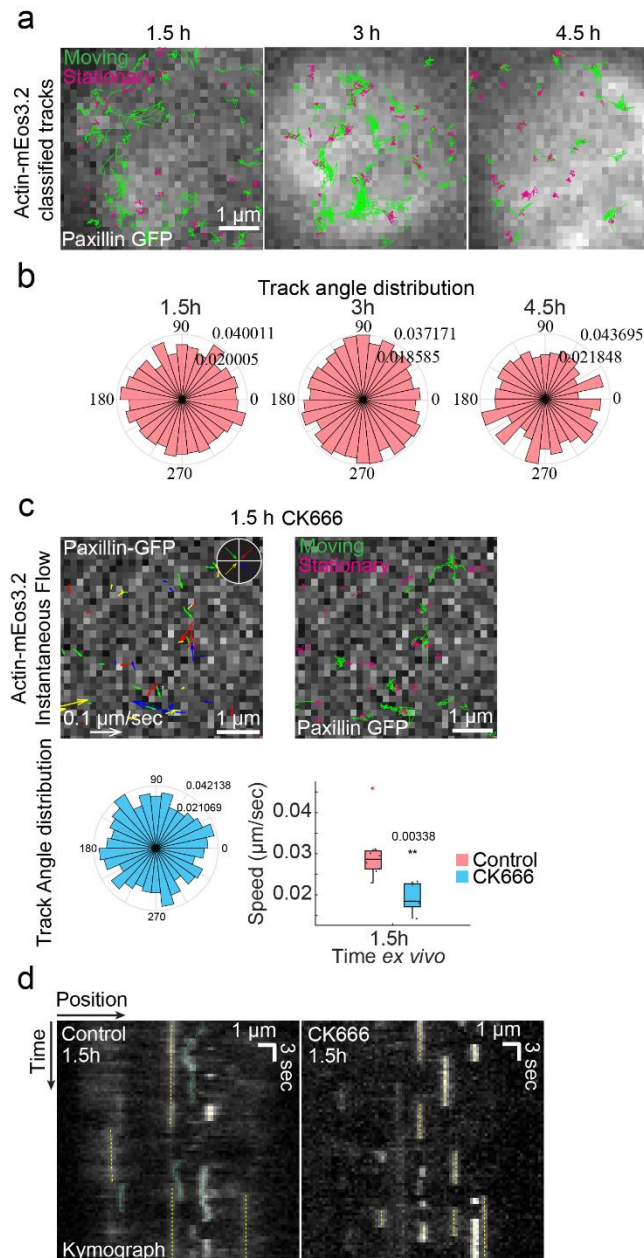 a
1.5 h
3 h
4.5 h
Actin-mEos3.2
classified tracks
Moving
Stationary
Paxillin GFP
1 µm
b
Track angle distribution
1.5h
3h
4.5h
90
0.040011
0.020005
180
0
270
90
0.037171
0.018585
180
0
270
90
0.043695
0.021848
180
0
270
c
1.5 h CK666
Actin-mEos3.2
Instantaneous Flow
Paxillin-GFP
0.1 µm/sec
1 µm
Moving
Stationary
Paxillin GFP
1 µm
Track Angle distribution
90
0.042138
0.021069
180
0
270
Speed (µm/sec)
0.04
0.03
0.02
0.00338
**
Control
CK666
1.5h
Time ex vivo
d
Position
Time
Control
1.5h
1 µm
3 sec
Kymograph
CK666
1.5h
1 µm
3 sec